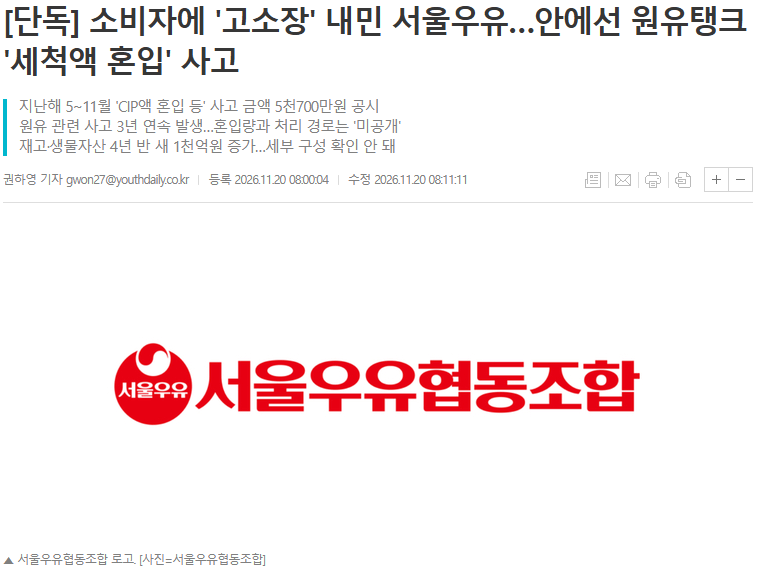 [단독] 소비자에 '고소장' 내민 서울우유…안에선 원유탱크
'세척액 혼입' 사고
지난해 5~11월 'CIP액 혼입 등' 사고 금액 5천700만원 공시
원유 관련 사고 3년 연속 발생…혼입량과 처리 경로는 '미공개'
재고·생물자산 4년 반 새 1천억원 증가…세부 구성 확인 안 돼
권하영 기자 gwon27@youthdaily.co.kr 등록 2026.11.20 08:00:04 수정 2026.11.20 08:11:11
서울우유 서울우유협동조합
▲ 서울우유협동조합 로고. [사진=서울우유협동조합]